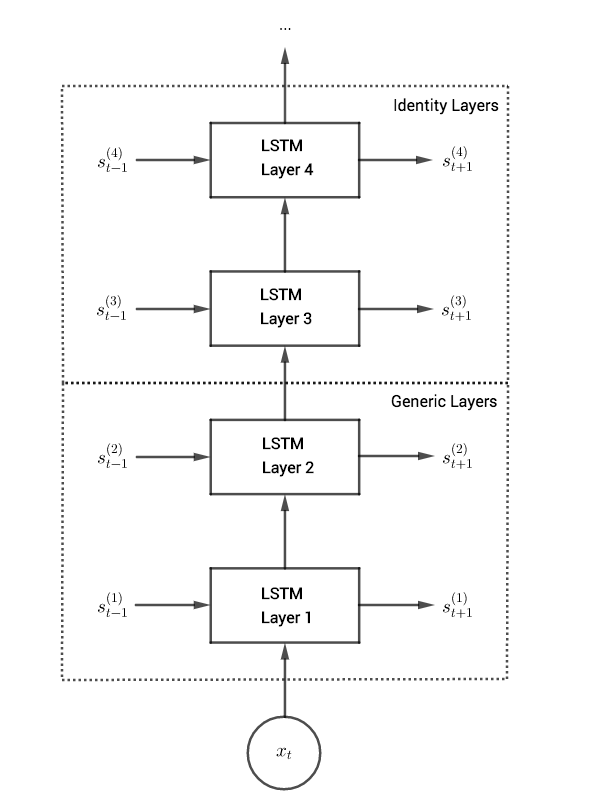 ...
Identity Layers
LSTM
Layer 4
s_{t-1}^{(4)}
s_{t+1}^{(4)}
LSTM
Layer 3
s_{t-1}^{(3)}
s_{t+1}^{(3)}
Generic Layers
LSTM
Layer 2
s_{t-1}^{(2)}
s_{t+1}^{(2)}
LSTM
Layer 1
s_{t-1}^{(1)}
s_{t+1}^{(1)}
x_t